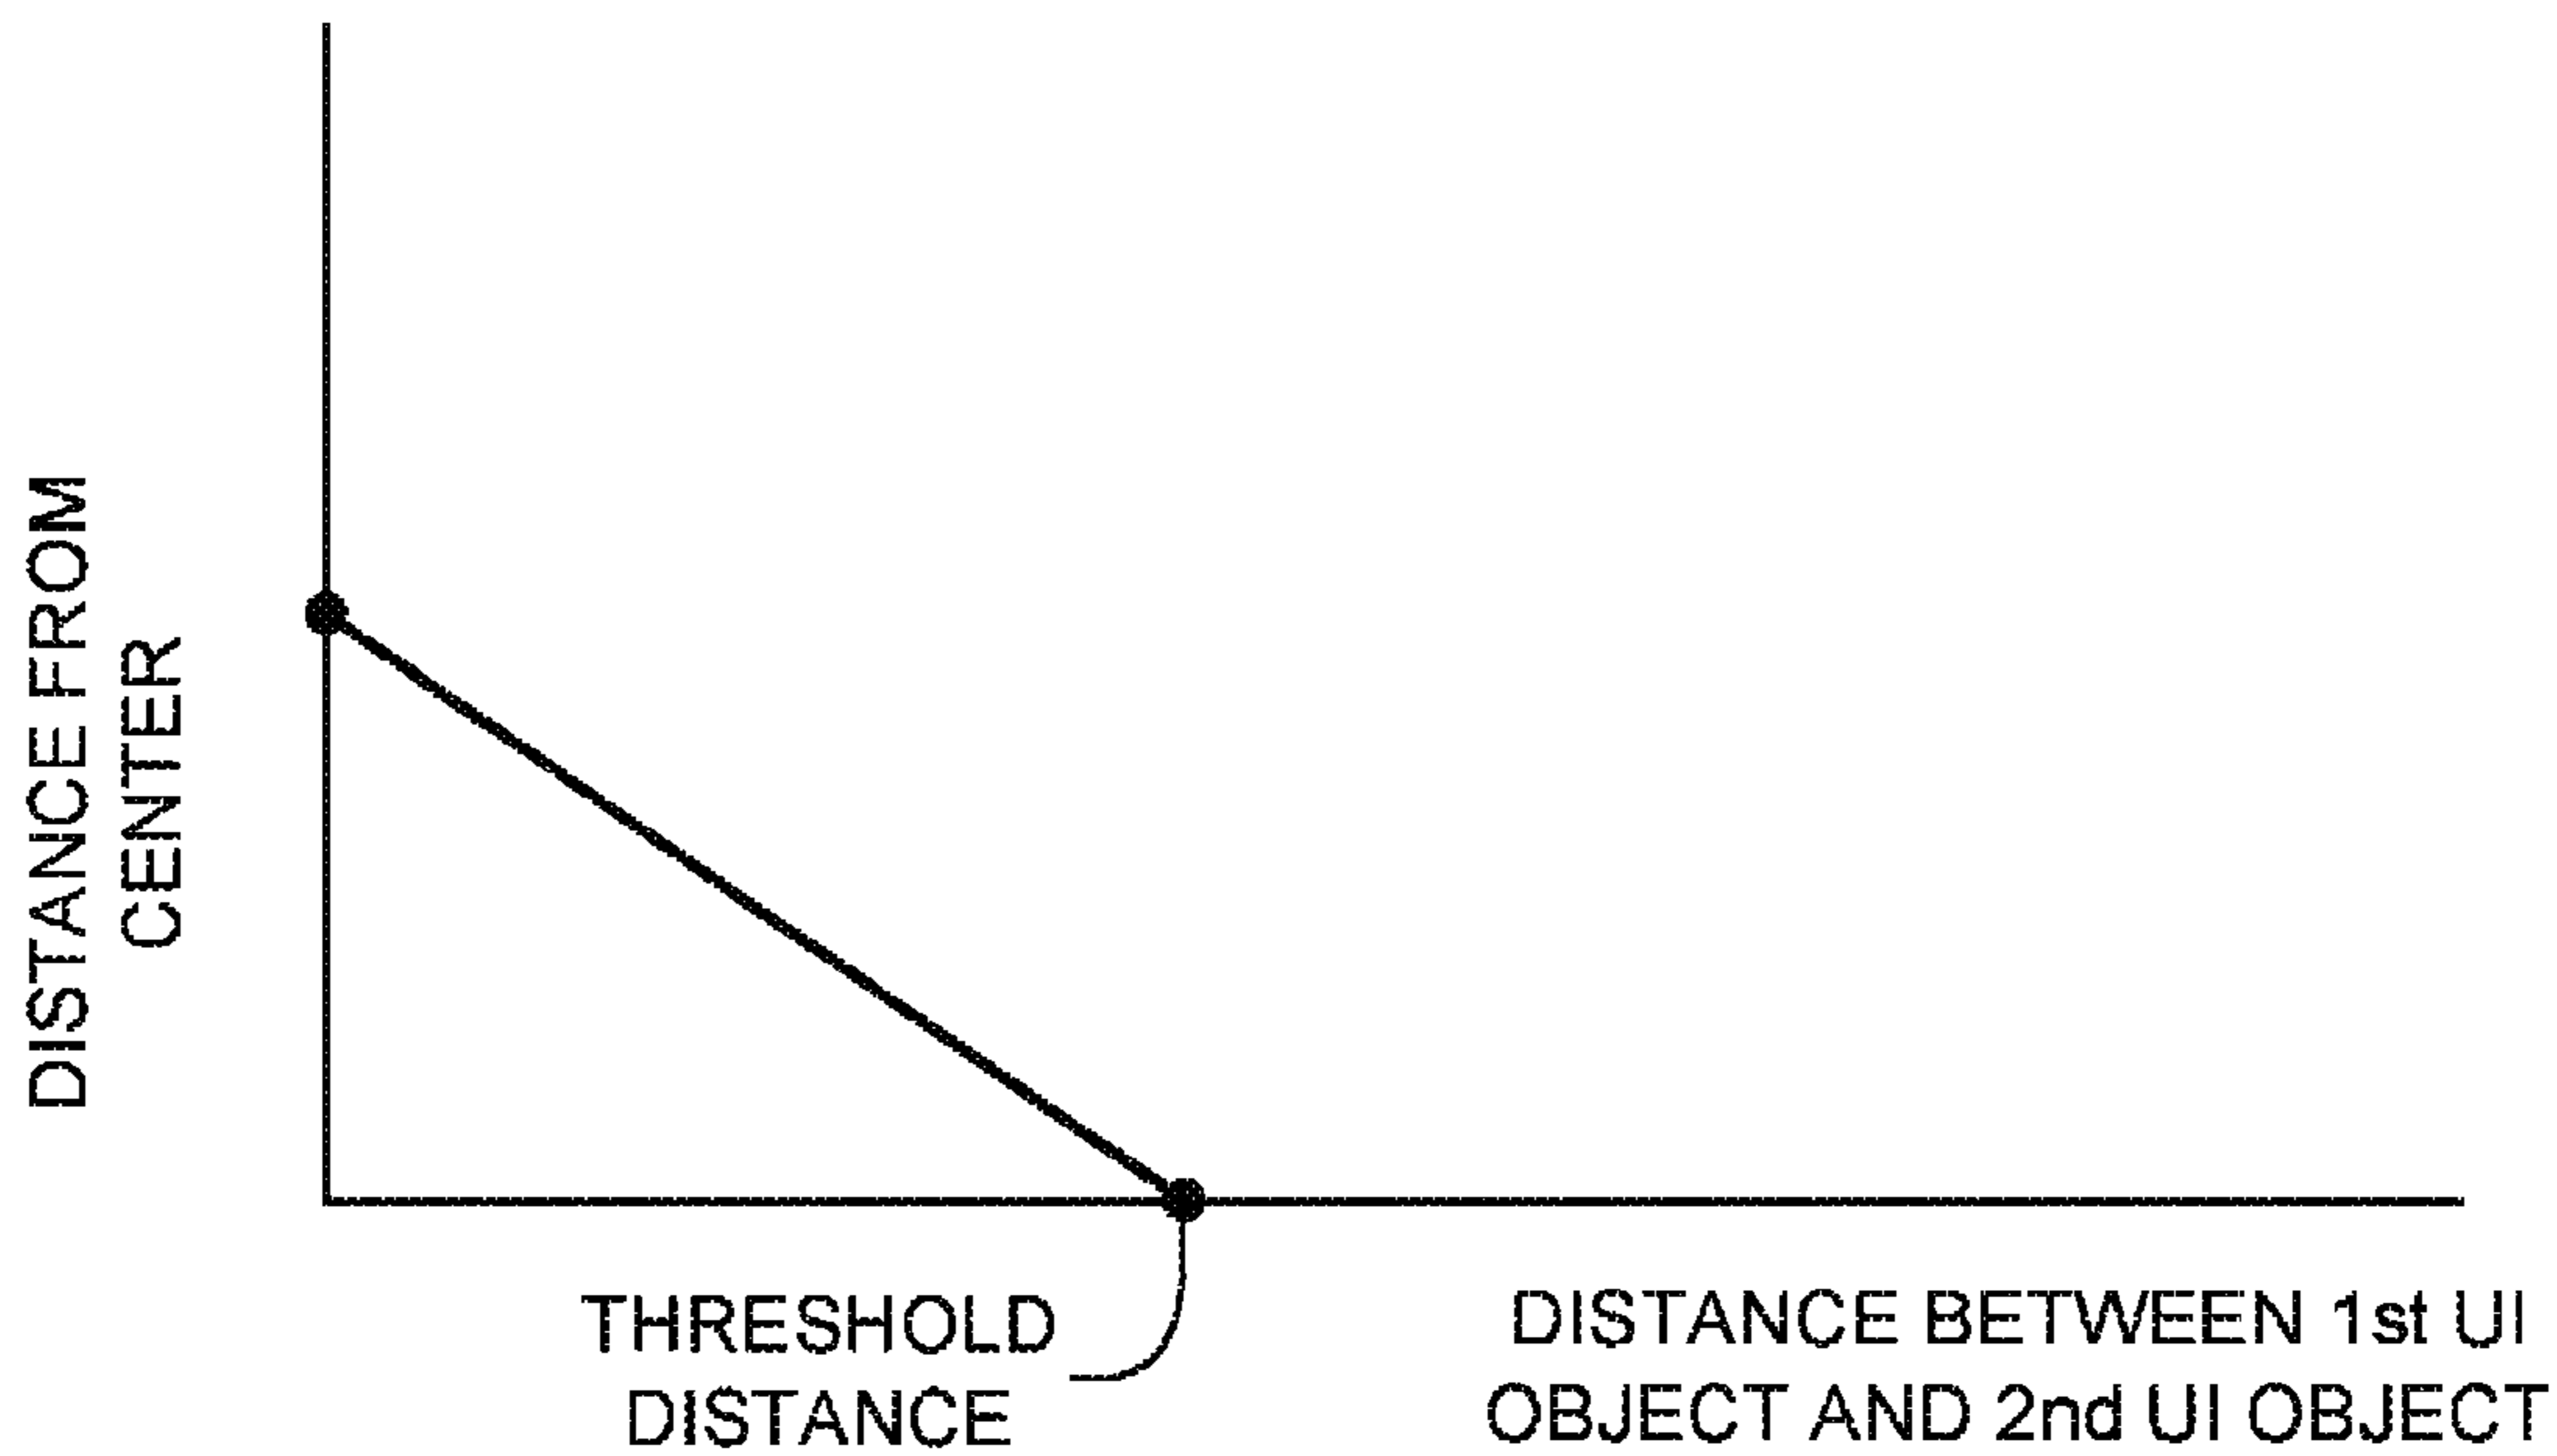 DISTANCE FROM
CENTER
THRESHOLD
DISTANCE
DISTANCE BETWEEN 1st UI
OBJECT AND 2nd UI OBJECT